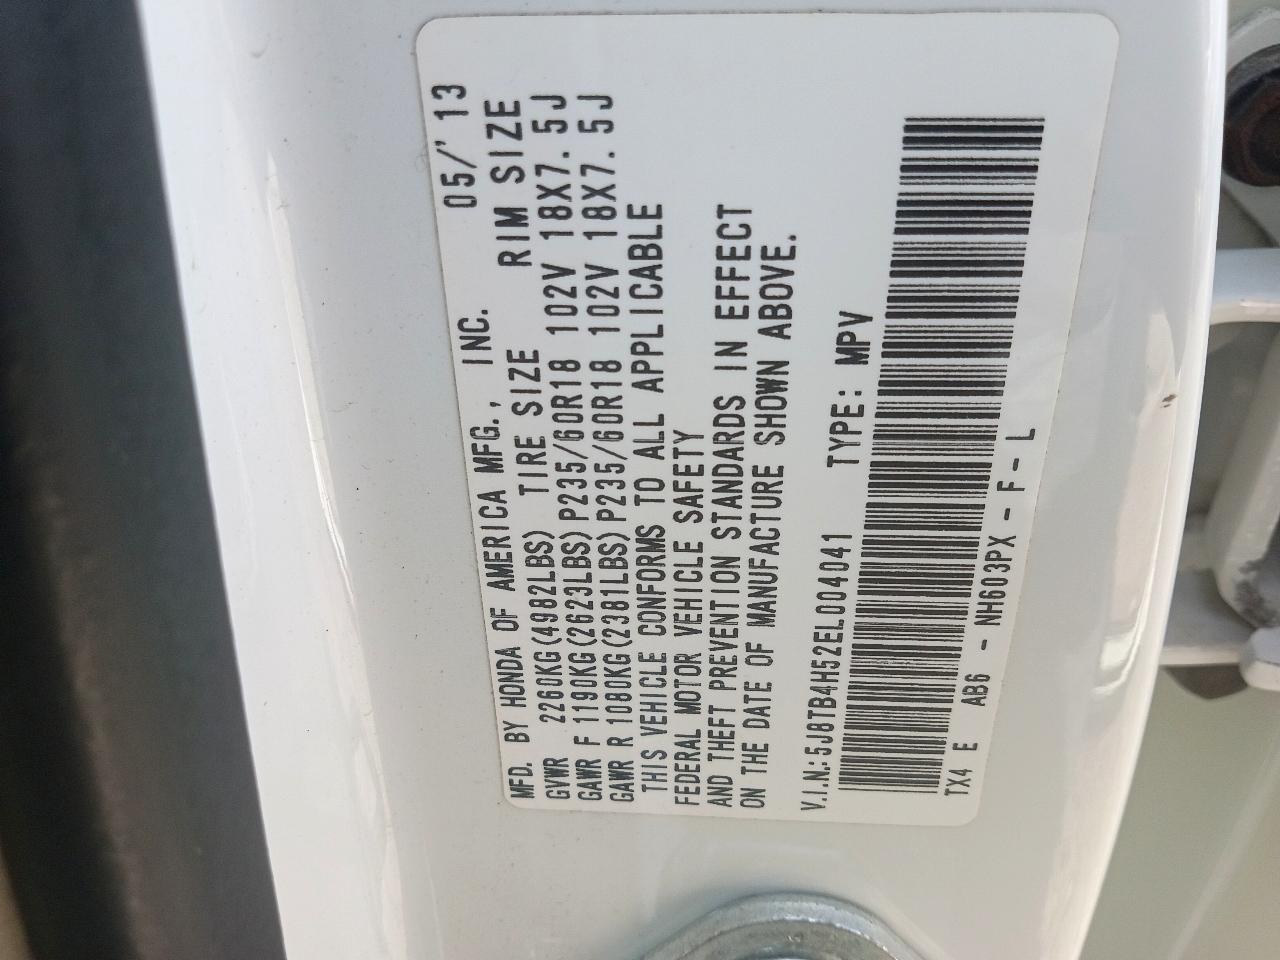 MFD. BY HONDA OF AMERICA MFG., INC. 05/'13
GVWR 2260KG(4982LBS) TIRE SIZE RIM SIZE
GAWR F 1190KG(2623LBS)P235/60R18 102V 18X7.5J
GAWR R 1080KG(2381LBS)P235/60R18 102V 18X7.5J
THIS VEHICLE CONFORMS TO ALL APPLICABLE
FEDERAL MOTOR VEHICLE SAFETY
AND THEFT PREVENTION STANDARDS IN EFFECT
ON THE DATE OF MANUFACTURE SHOWN ABOVE.
V.I.N.:5J8TB4H52EL004041 TYPE: MPV
TX4 E AB6 - NH603PX - F - L